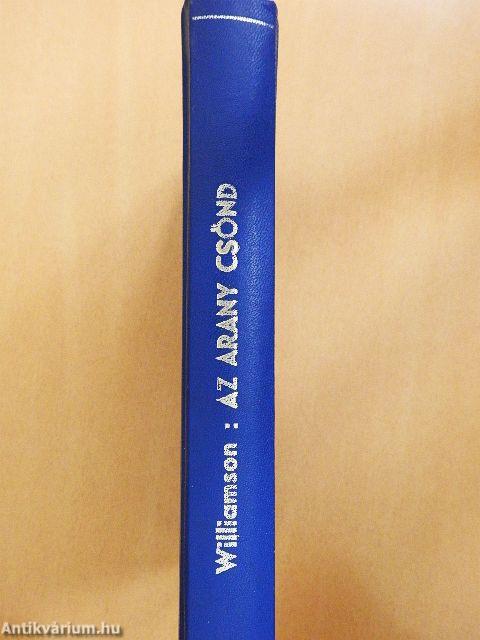 Williamson : AZ ARANY CSÖND
Antikvárium.hu